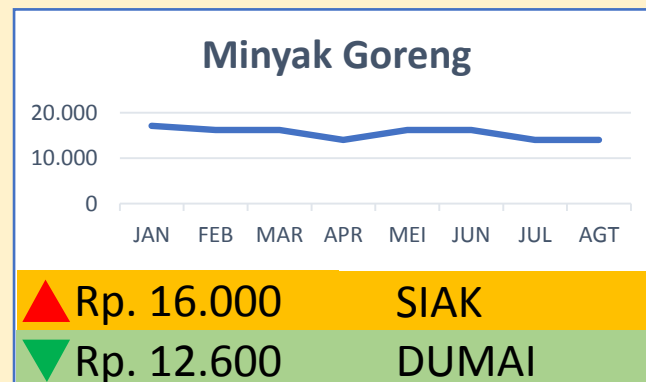 Minyak Goreng
20.000
10.000
0
JAN FEB MAR APR MEI JUN JUL AGT
Rp. 16.000 SIAK
Rp. 12.600 DUMAI